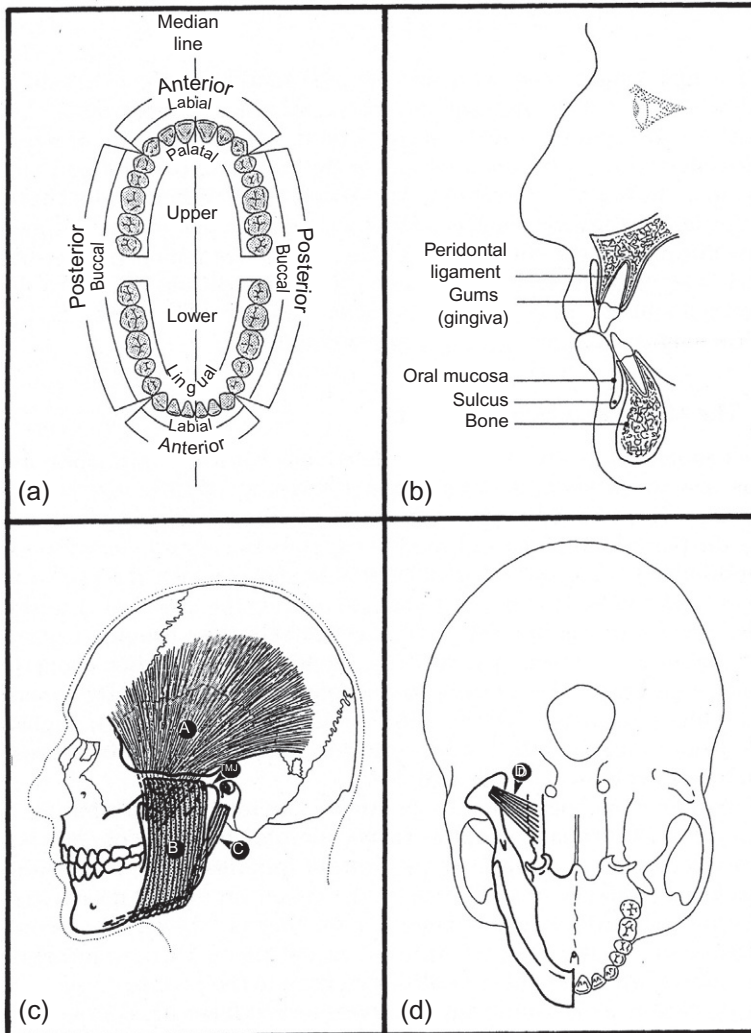 Median
line
Anterior
Labial
Palatal
Upper
Posterior
Buccal
Buccal
Posterior
Lower
Lingual
Labial
Anterior
(a)
Peridontal
ligament
Gums
(gingiva)
Oral mucosa
Sulcus
Bone
(b)
A
TMJ
B
C
(c)
D
(d)